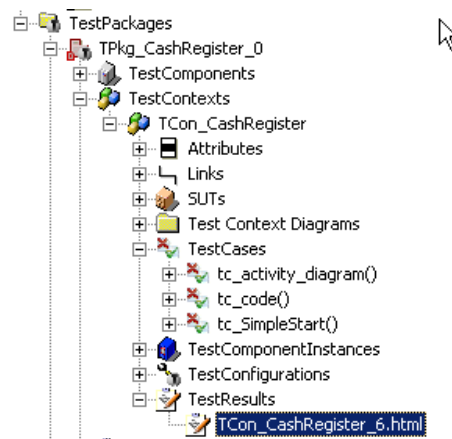 TestPackages
TPkg_CashRegister_0
TestComponents
TestContexts
TCon_CashRegister
Attributes
Links
SUTs
Test Context Diagrams
TestCases
tc_activity_diagram()
tc_code()
tc_SimpleStart()
TestComponentInstances
TestConfigurations
TestResults
TCon_CashRegister_6.html